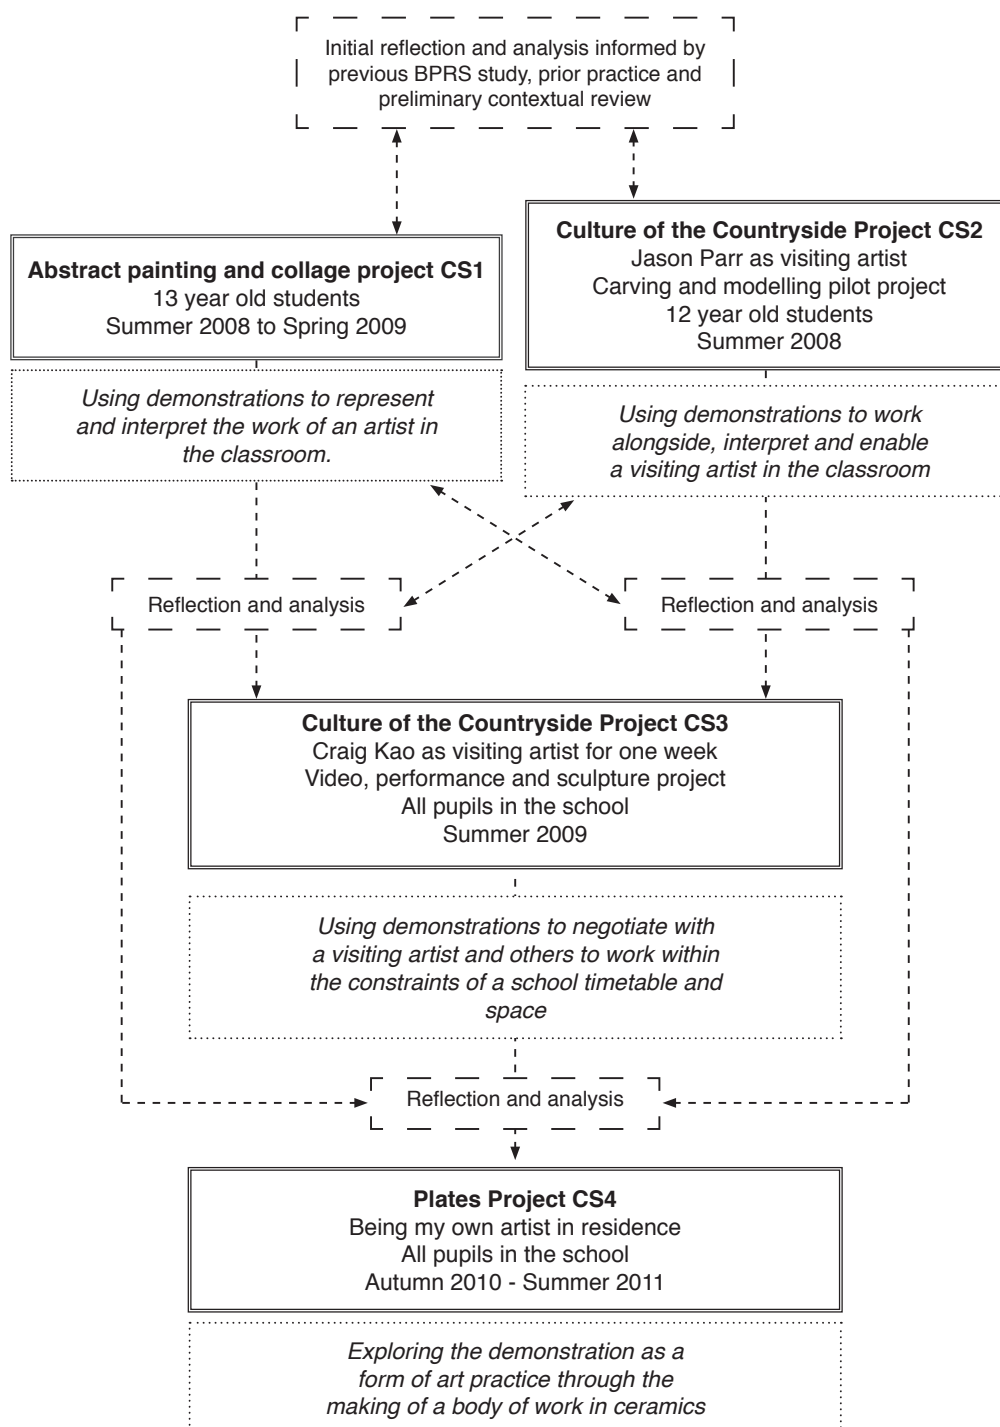 Initial reflection and analysis informed by
previous BPRS study, prior practice and
preliminary contextual review
Abstract painting and collage project CS1
13 year old students
Summer 2008 to Spring 2009
Culture of the Countryside Project CS2
Jason Parr as visiting artist
Carving and modelling pilot project
12 year old students
Summer 2008
Using demonstrations to represent
and interpret the work of an artist in
the classroom.
Using demonstrations to work
alongside, interpret and enable
a visiting artist in the classroom
Reflection and analysis
Reflection and analysis
Culture of the Countryside Project CS3
Craig Kao as visiting artist for one week
Video, performance and sculpture project
All pupils in the school
Summer 2009
Using demonstrations to negotiate with
a visiting artist and others to work within
the constraints of a school timetable and
space
Reflection and analysis
Plates Project CS4
Being my own artist in residence
All pupils in the school
Autumn 2010 - Summer 2011
Exploring the demonstration as a
form of art practice through the
making of a body of work in ceramics